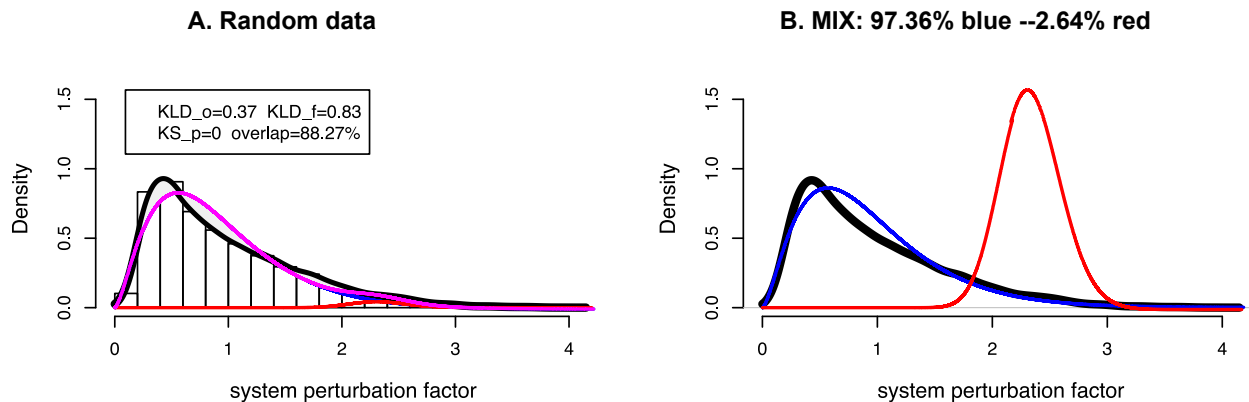 A. Random data
KLD_o=0.37 KLD_f=0.83
KS_p=0 overlap=88.27%
Density
0.0 0.5 1.0 1.5
0 1 2 3 4
system perturbation factor
B. MIX: 97.36% blue --2.64% red
Density
0.0 0.5 1.0 1.5
0 1 2 3 4
system perturbation factor